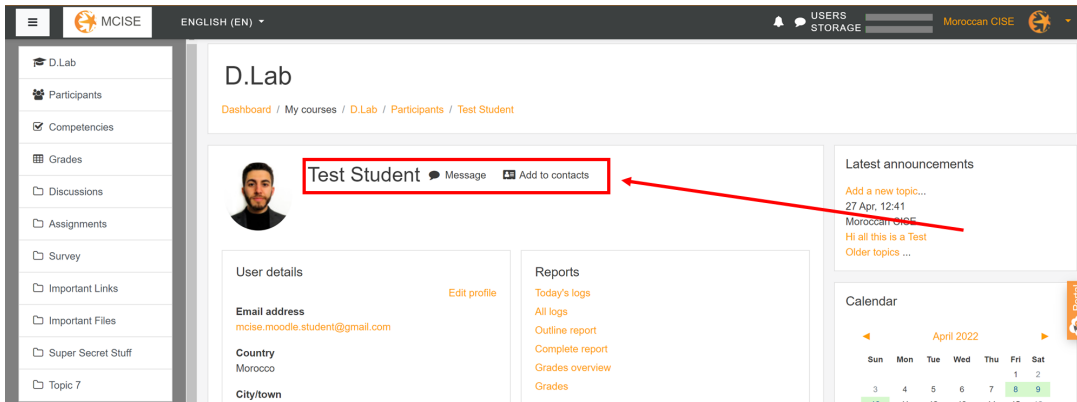 MCISE
ENGLISH (EN)
USERS
STORAGE
Moroccan CISE
D.Lab
Participants
Competencies
Grades
Discussions
Assignments
Survey
Important Links
Important Files
Super Secret Stuff
Topic 7
D.Lab
Dashboard / My courses / D.Lab / Participants / Test Student
Test Student Message Add to contacts
User details
Edit profile
Email address
mcise.moodle.student@gmail.com
Country
Morocco
City/town
Reports
Today's logs
All logs
Outline report
Complete report
Grades overview
Grades
Latest announcements
Add a new topic...
27 Apr, 12:41
Moroccan CISE
Hi all this is a Test
Older topics ...
Calendar
◄ April 2022 ►
Sun Mon Tue Wed Thu Fri Sat
1 2
3 4 5 6 7 8 9